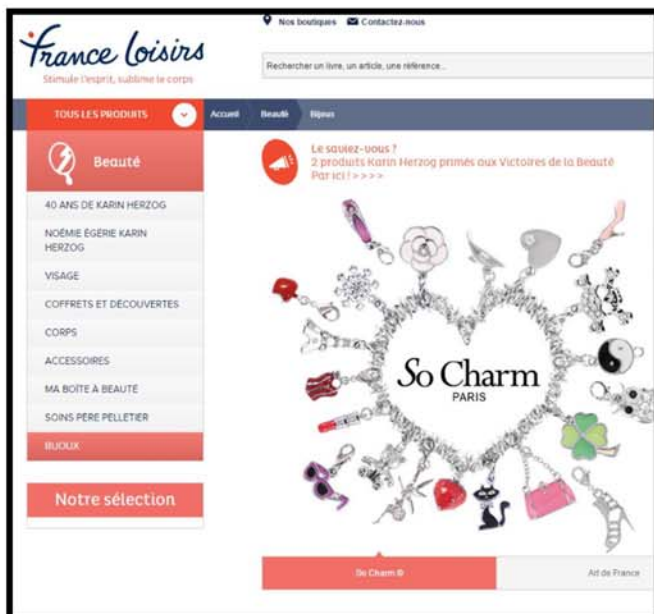 Nos boutiques Contactez-nous
France Loisirs
Stimule l'esprit, sublime le corps
Rechercher un livre, un article, une référence...
TOUS LES PRODUITS
Accueil Beauté Bijoux
Beauté
Le saviez-vous ?
2 produits Karin Herzog primés aux Victoires de la Beauté
Par ici ! > > > >
40 ANS DE KARIN HERZOG
NOÉMIE ÉGÉRIE KARIN
HERZOG
VISAGE
COFFRETS ET DÉCOUVERTES
CORPS
ACCESSOIRES
MA BOÎTE À BEAUTÉ
SOINS PÈRE PELLETIER
BIJOUX
Notre sélection
So Charm
PARIS
So Charm ®
Art de France